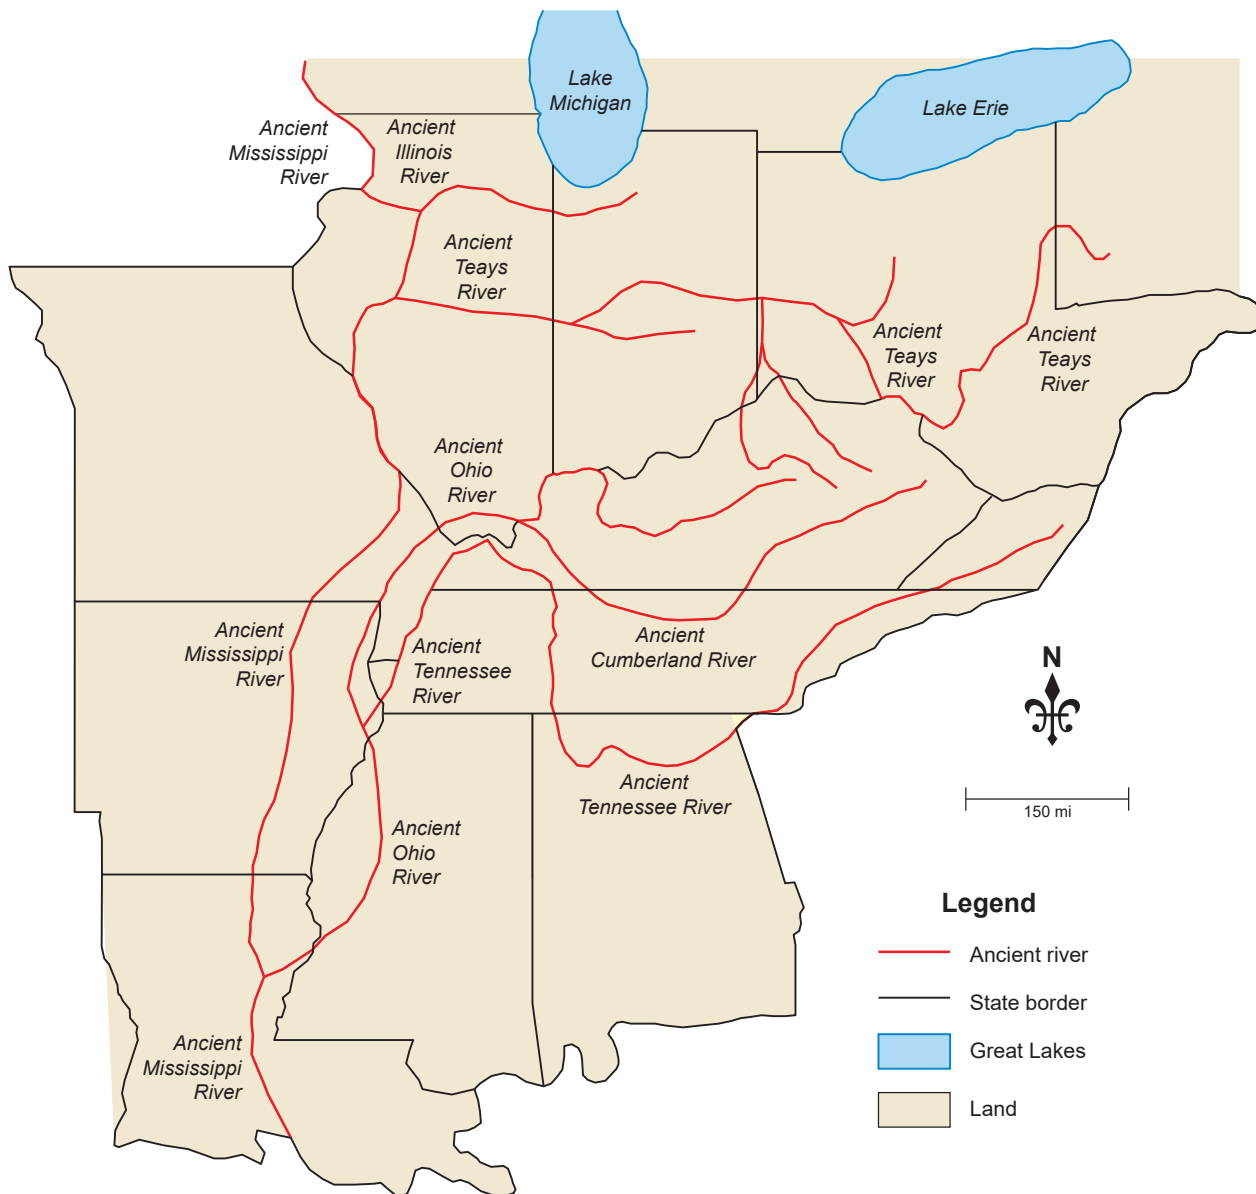 Lake
Michigan
Lake Erie
Ancient
Mississippi
River
Ancient
Illinois
River
Ancient
Teays
River
Ancient
Teays
River
Ancient
Teays
River
Ancient
Ohio
River
Ancient
Mississippi
River
Ancient
Tennessee
River
Ancient
Cumberland River
N
Ancient
Tennessee River
150 mi
Ancient
Ohio
River
Legend
Ancient river
State border
Great Lakes
Land
Ancient
Mississippi
River